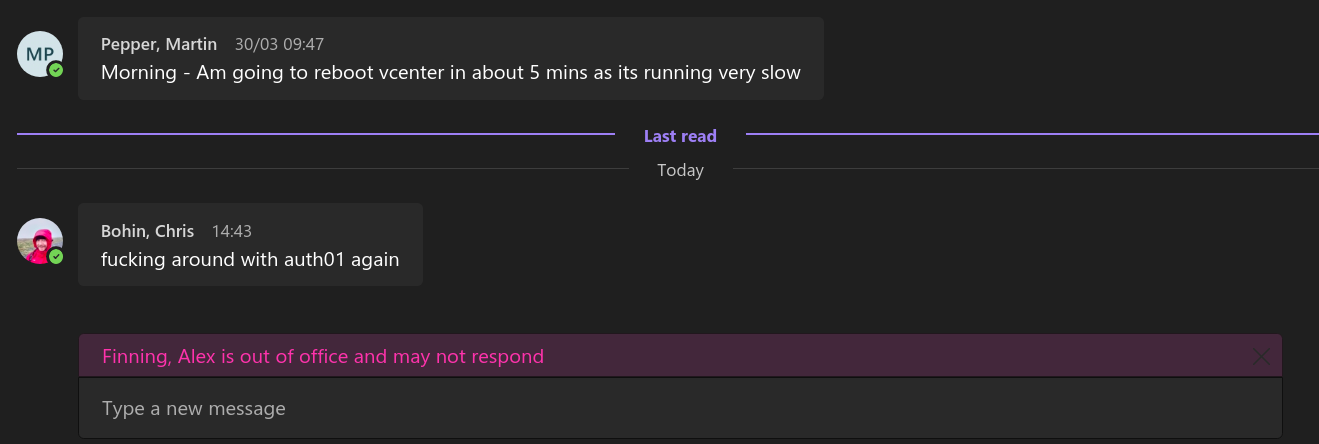 MP
Pepper, Martin 30/03 09:47
Morning - Am going to reboot vcenter in about 5 mins as its running very slow
Last read
Today
Bohin, Chris 14:43
fucking around with auth01 again
Finning, Alex is out of office and may not respond
Type a new message